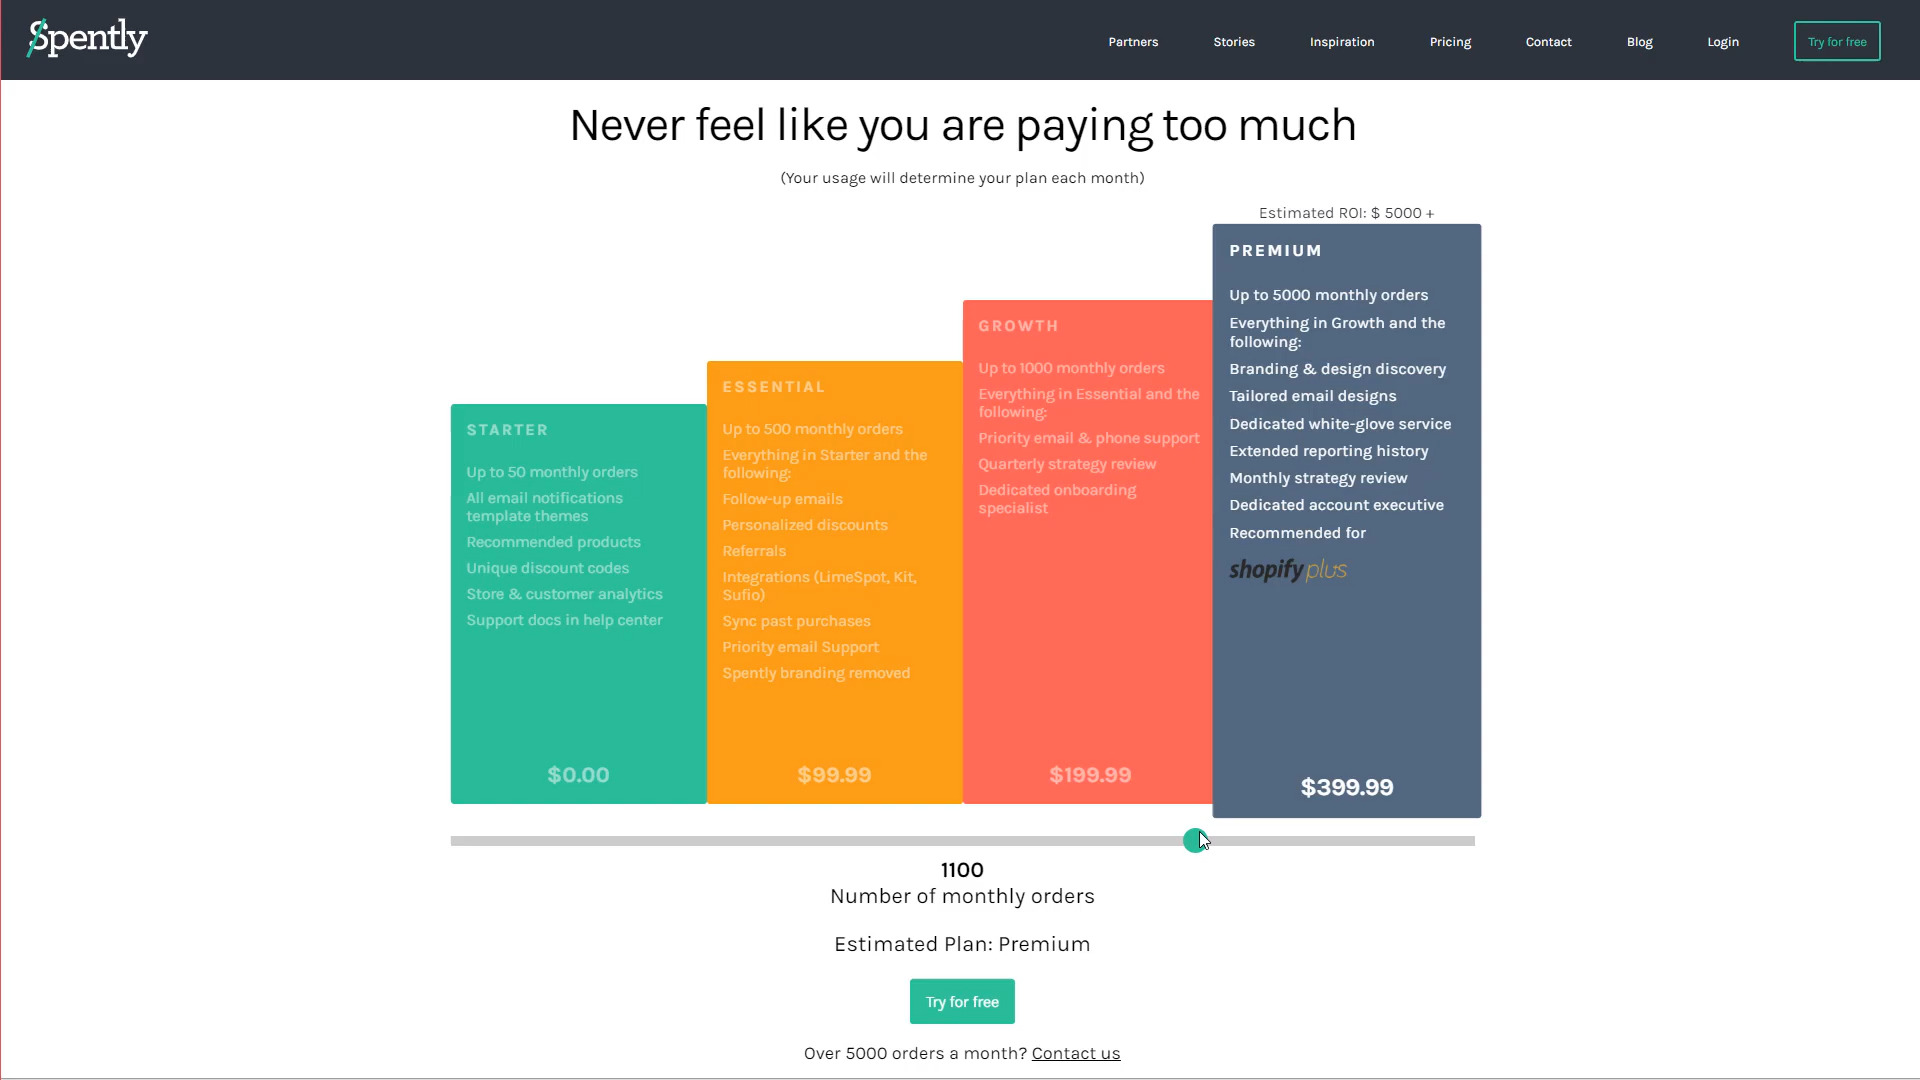 Spently
Partners
Stories
Inspiration
Pricing
Contact
Blog
Login
Try for free
Never feel like you are paying too much
(Your usage will determine your plan each month)
Estimated ROI: $ 5000 +
STARTER
Up to 50 monthly orders
All email notifications
template themes
Recommended products
Unique discount codes
Store & customer analytics
Support docs in help center
$0.00
ESSENTIAL
Up to 500 monthly orders
Everything in Starter and the
following:
Follow-up emails
Personalized discounts
Referrals
Integrations (LimeSpot, Kit,
Sufio)
Sync past purchases
Priority email Support
Spently branding removed
$99.99
GROWTH
Up to 1000 monthly orders
Everything in Essential and the
following:
Priority email & phone support
Quarterly strategy review
Dedicated onboarding
specialist
$199.99
PREMIUM
Up to 5000 monthly orders
Everything in Growth and the
following:
Branding & design discovery
Tailored email designs
Dedicated white-glove service
Extended reporting history
Monthly strategy review
Dedicated account executive
Recommended for
shopify plus
$399.99
1100
Number of monthly orders
Estimated Plan: Premium
Try for free
Over 5000 orders a month? Contact us